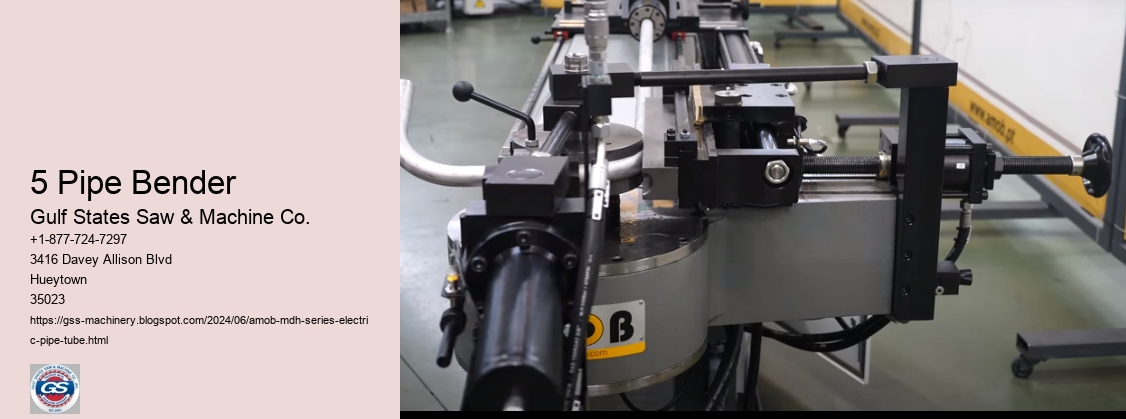 5 Pipe Bender
Gulf States Saw & Machine Co.
+1-877-724-7297
3416 Davey Allison Blvd
Hueytown
35023
https://gss-machinery.blogspot.com/2024/06/amob-mdh-series-electri
c-pipe-tube.html
GS
www.amob.pt
OB